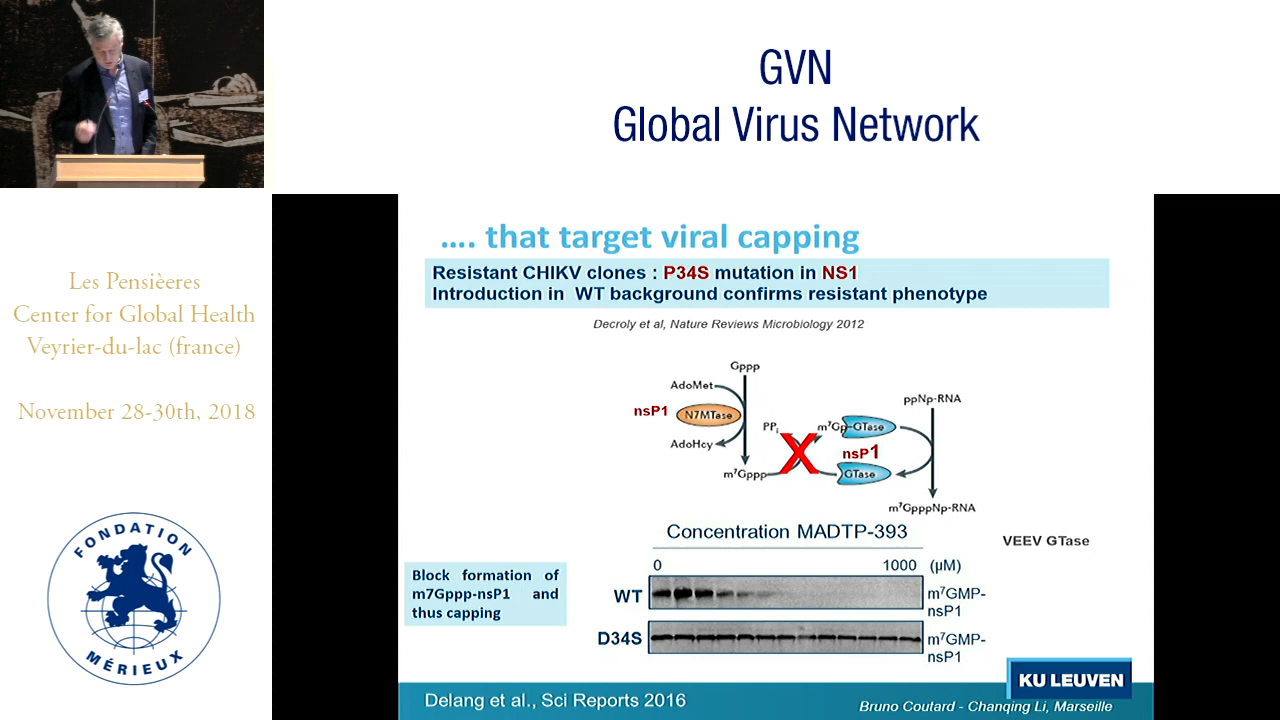 GVN
Global Virus Network
Les Pensièeres
Center for Global Health
Veyrier-du-lac (france)
November 28-30th, 2018
FONDATION
MÉRIEUX
.... that target viral capping
Resistant CHIKV clones : P34S mutation in NS1
Introduction in WT background confirms resistant phenotype
Decroly et al, Nature Reviews Microbiology 2012
Gppp
AdoMet
nsP1
N7MTase
AdoHcy
m⁷Gppp
PPi
m⁷Gp-GTase
nsP1
GTase
ppNp-RNA
m⁷GpppNp-RNA
Concentration MADTP-393
VEEV GTase
0 1000 (µM)
Block formation of
m7Gppp-nsP1 and
thus capping
WT
m⁷GMP-
nsP1
D34S
m⁷GMP-
nsP1
KU LEUVEN
Delang et al., Sci Reports 2016
Bruno Coutard - Chanqing Li, Marseille